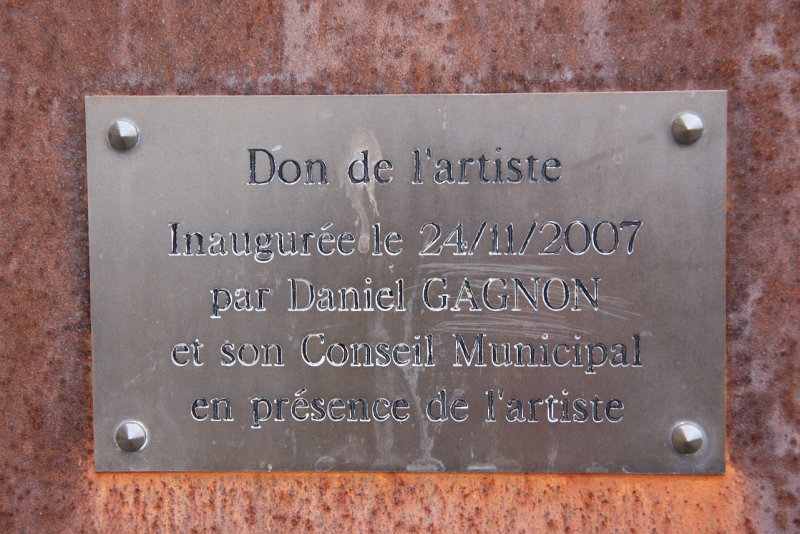 Don de l'artiste
Inaugurée le 24/11/2007
par Daniel GAGNON
et son Conseil Municipal
en présence de l'artiste